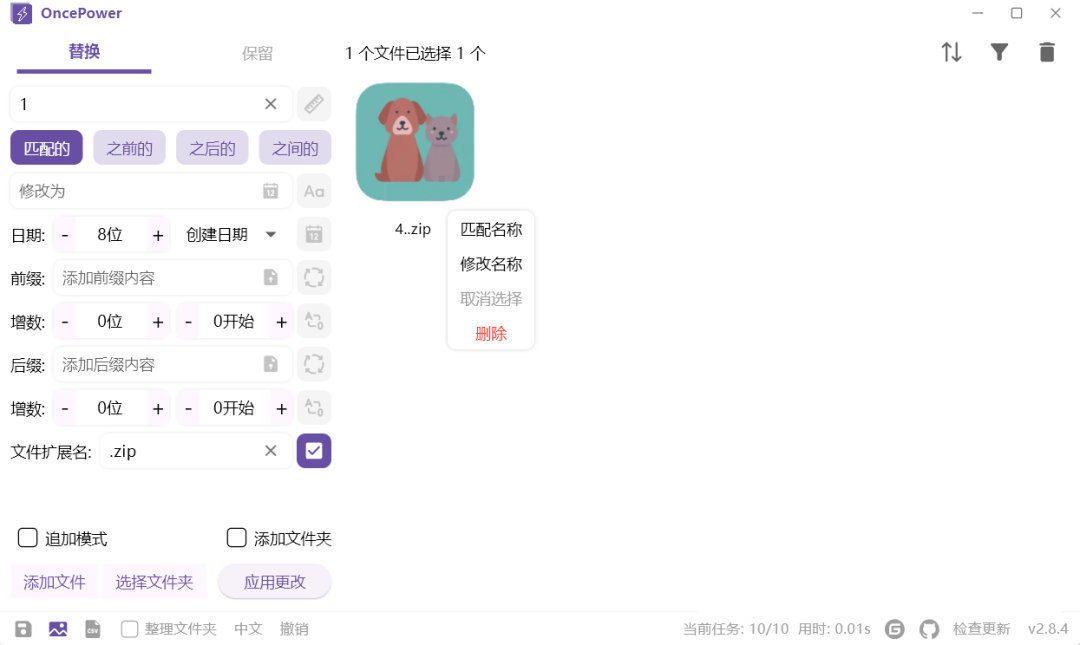 OncePower
替换 保留 1 个文件已选择 1 个
1
匹配的 之前的 之后的 之间的
修改为 12 Aa
日期: - 8位 + 创建日期 12
前缀: 添加前缀内容
增数: - 0位 + - 0开始 +
后缀: 添加后缀内容
增数: - 0位 + - 0开始 +
文件扩展名: .zip
4..zip
匹配名称
修改名称
取消选择
删除
追加模式 添加文件夹
添加文件 选择文件夹 应用更改
CSV 整理文件夹 中文 撤销 当前任务: 10/10 用时: 0.01s G 检查更新 v2.8.4